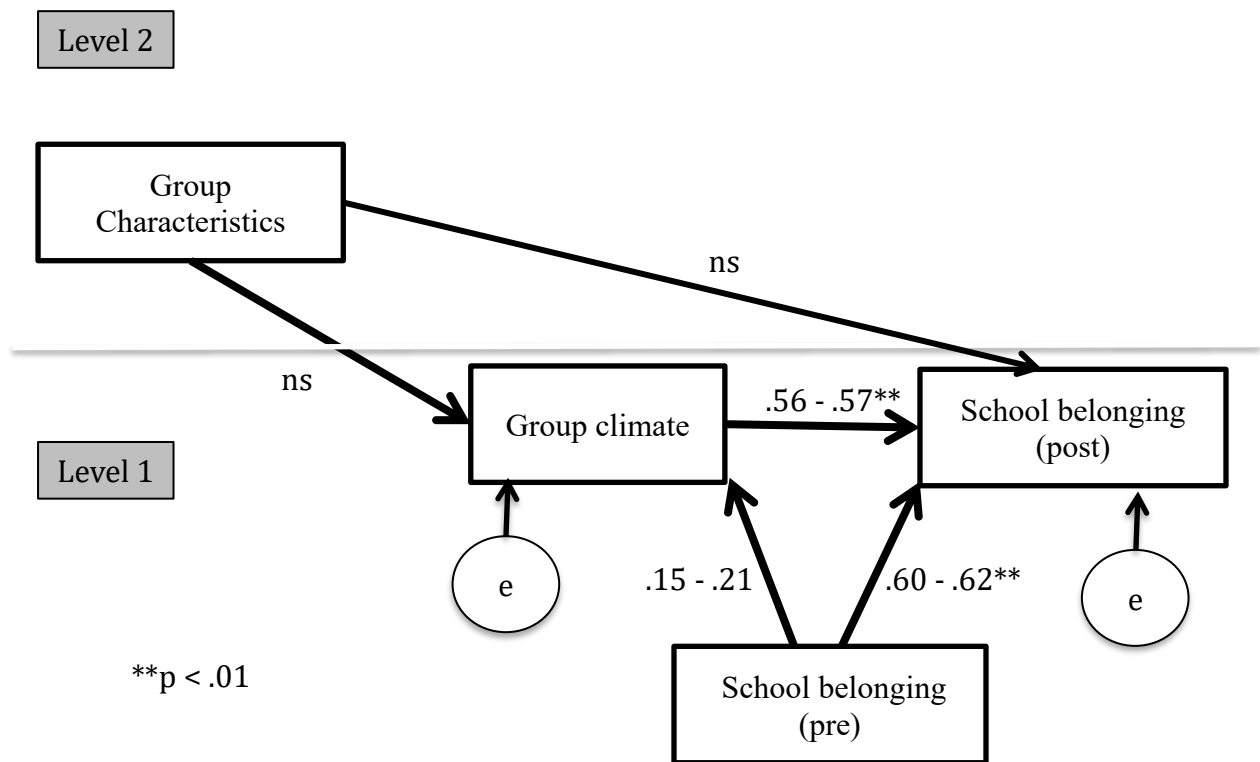 Level 2
Group
Characteristics
ns
ns
Group climate
.56 - .57**
School belonging
(post)
Level 1
e
.15 - .21
.60 - .62**
e
**p < .01
School belonging
(pre)